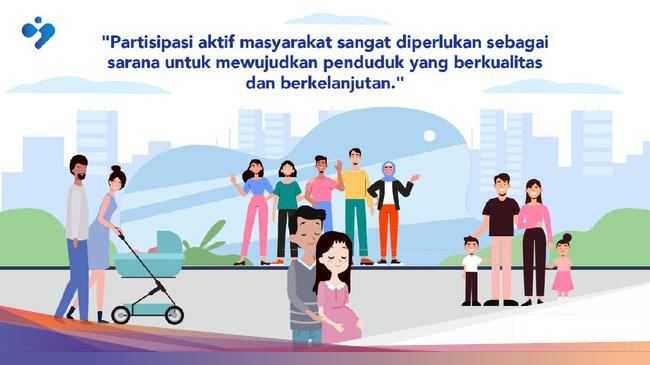 "Partisipasi aktif masyarakat sangat diperlukan sebagai
sarana untuk mewujudkan penduduk yang berkualitas
dan berkelanjutan."